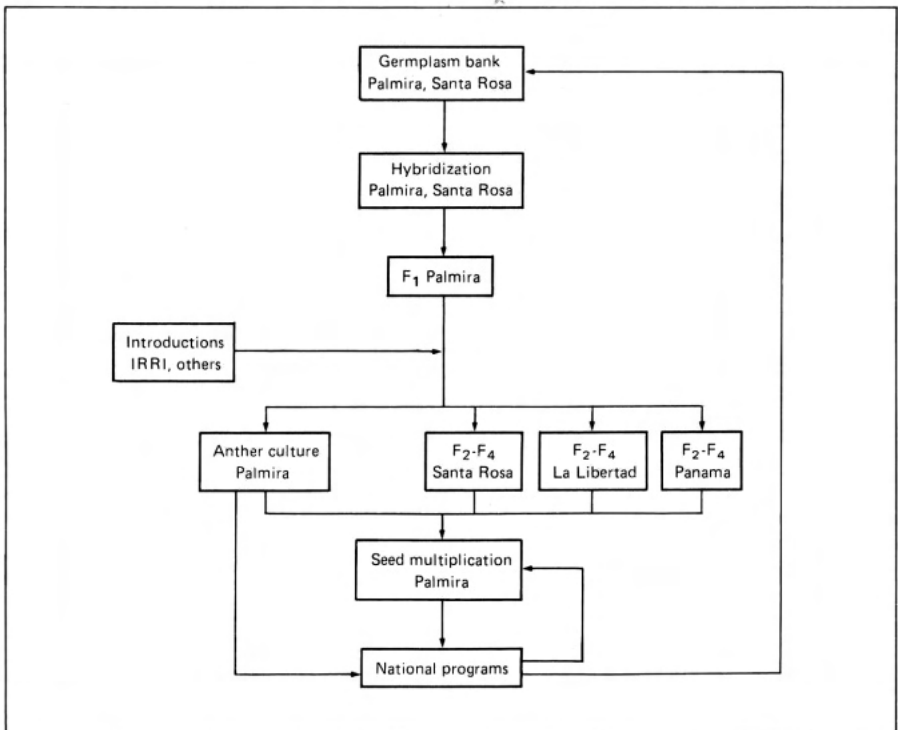 Germplasm bank
Palmira, Santa Rosa
Hybridization
Palmira, Santa Rosa
F₁ Palmira
Introductions
IRRI, others
Anther culture
Palmira
F₂-F₄
Santa Rosa
F₂-F₄
La Libertad
F₂-F₄
Panama
Seed multiplication
Palmira
National programs